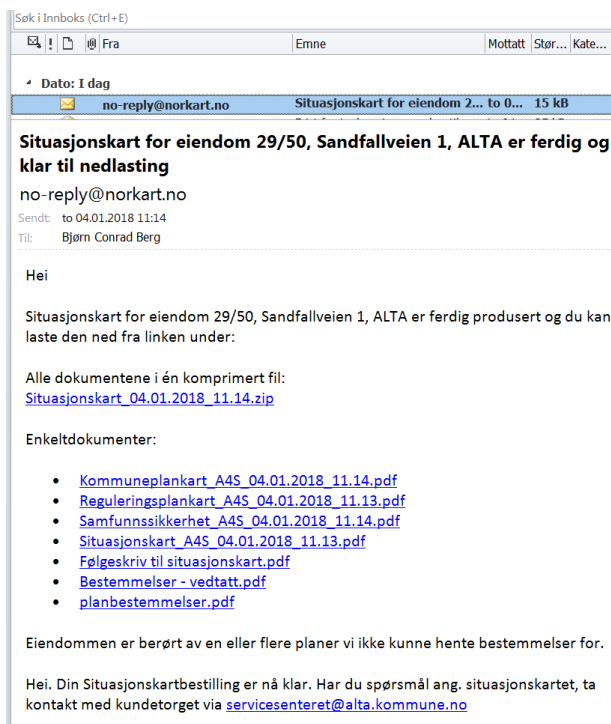 Søk i Innboks (Ctrl+E)
! Fra Emne Mottatt Stør... Kate...
Dato: I dag
no-reply@norkart.no Situasjonskart for eiendom 2... to 0... 15 kB
Situasjonskart for eiendom 29/50, Sandfallveien 1, ALTA er ferdig og
klar til nedlasting
no-reply@norkart.no
Sendt: to 04.01.2018 11:14
Til: Bjørn Conrad Berg
Hei
Situasjonskart for eiendom 29/50, Sandfallveien 1, ALTA er ferdig produsert og du kan
laste den ned fra linken under:
Alle dokumentene i én komprimert fil:
Situasjonskart_04.01.2018_11.14.zip
Enkeltdokumenter:
• Kommuneplankart_A4S_04.01.2018_11.14.pdf
• Reguleringsplankart_A4S_04.01.2018_11.13.pdf
• Samfunnssikkerhet_A4S_04.01.2018_11.14.pdf
• Situasjonskart_A4S_04.01.2018_11.13.pdf
• Følgeskriv til situasjonskart.pdf
• Bestemmelser - vedtatt.pdf
• planbestemmelser.pdf
Eiendommen er berørt av en eller flere planer vi ikke kunne hente bestemmelser for.
Hei. Din Situasjonskartbestilling er nå klar. Har du spørsmål ang. situasjonskartet, ta
kontakt med kundetorget via servicesenteret@alta.kommune.no